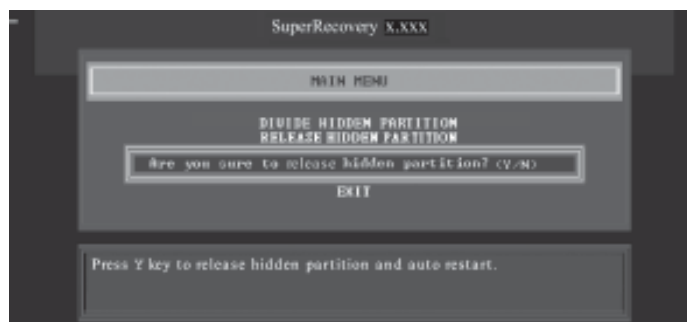 SuperRecovery X.XXX
MAIN MENU
DIVIDE HIDDEN PARTITION
RELEASE HIDDEN PARTITION
Are you sure to release hidden partition? (Y/N)
EXIT
Press Y key to release hidden partition and auto restart.